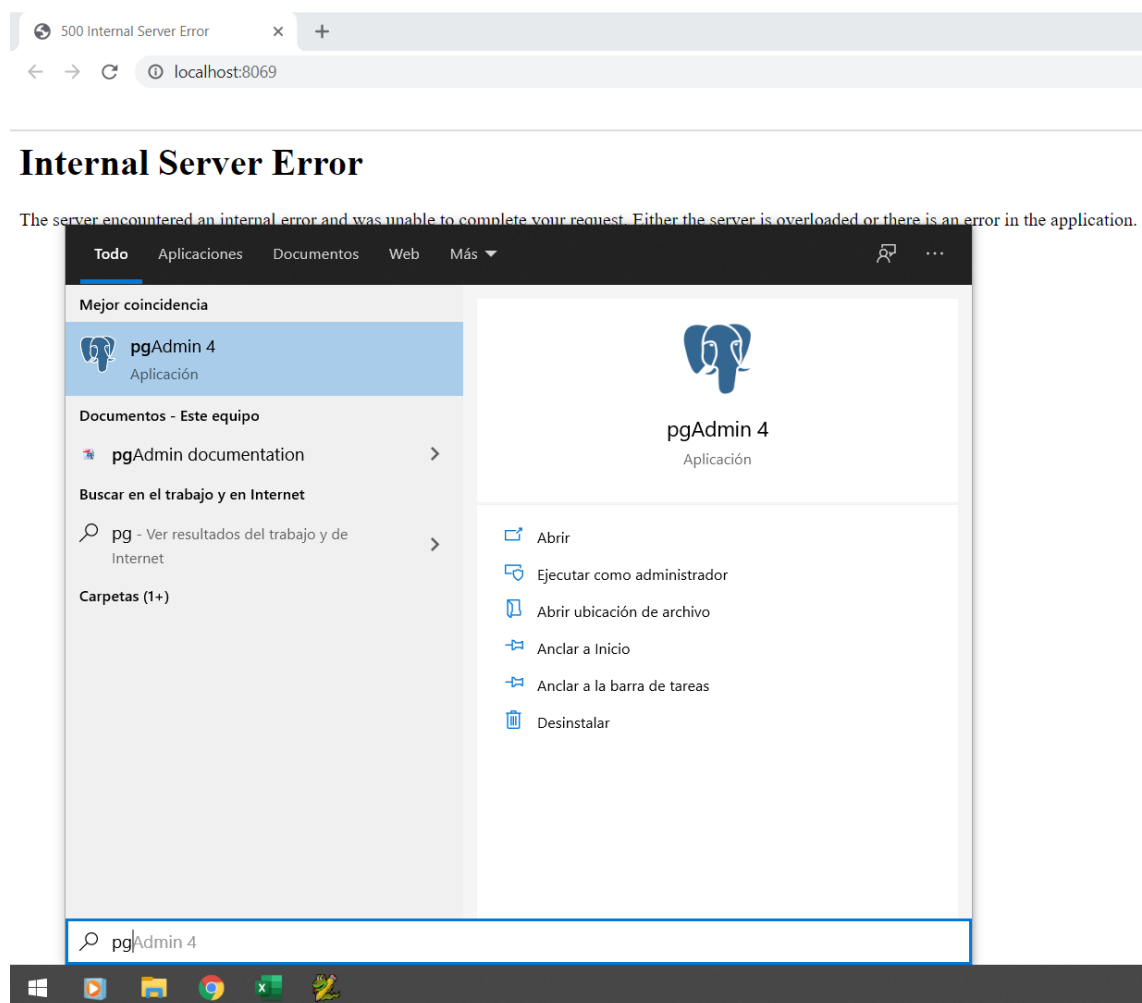 500 Internal Server Error
localhost:8069
Internal Server Error
The server encountered an internal error and was unable to complete your request. Either the server is overloaded or there is an error in the application.
Todo Aplicaciones Documentos Web Más
Mejor coincidencia
pgAdmin 4
Aplicación
Documentos - Este equipo
pgAdmin documentation
Buscar en el trabajo y en Internet
pg - Ver resultados del trabajo y de
Internet
Carpetas (1+)
pgAdmin 4
Aplicación
Abrir
Ejecutar como administrador
Abrir ubicación de archivo
Anclar a Inicio
Anclar a la barra de tareas
Desinstalar
pgAdmin 4